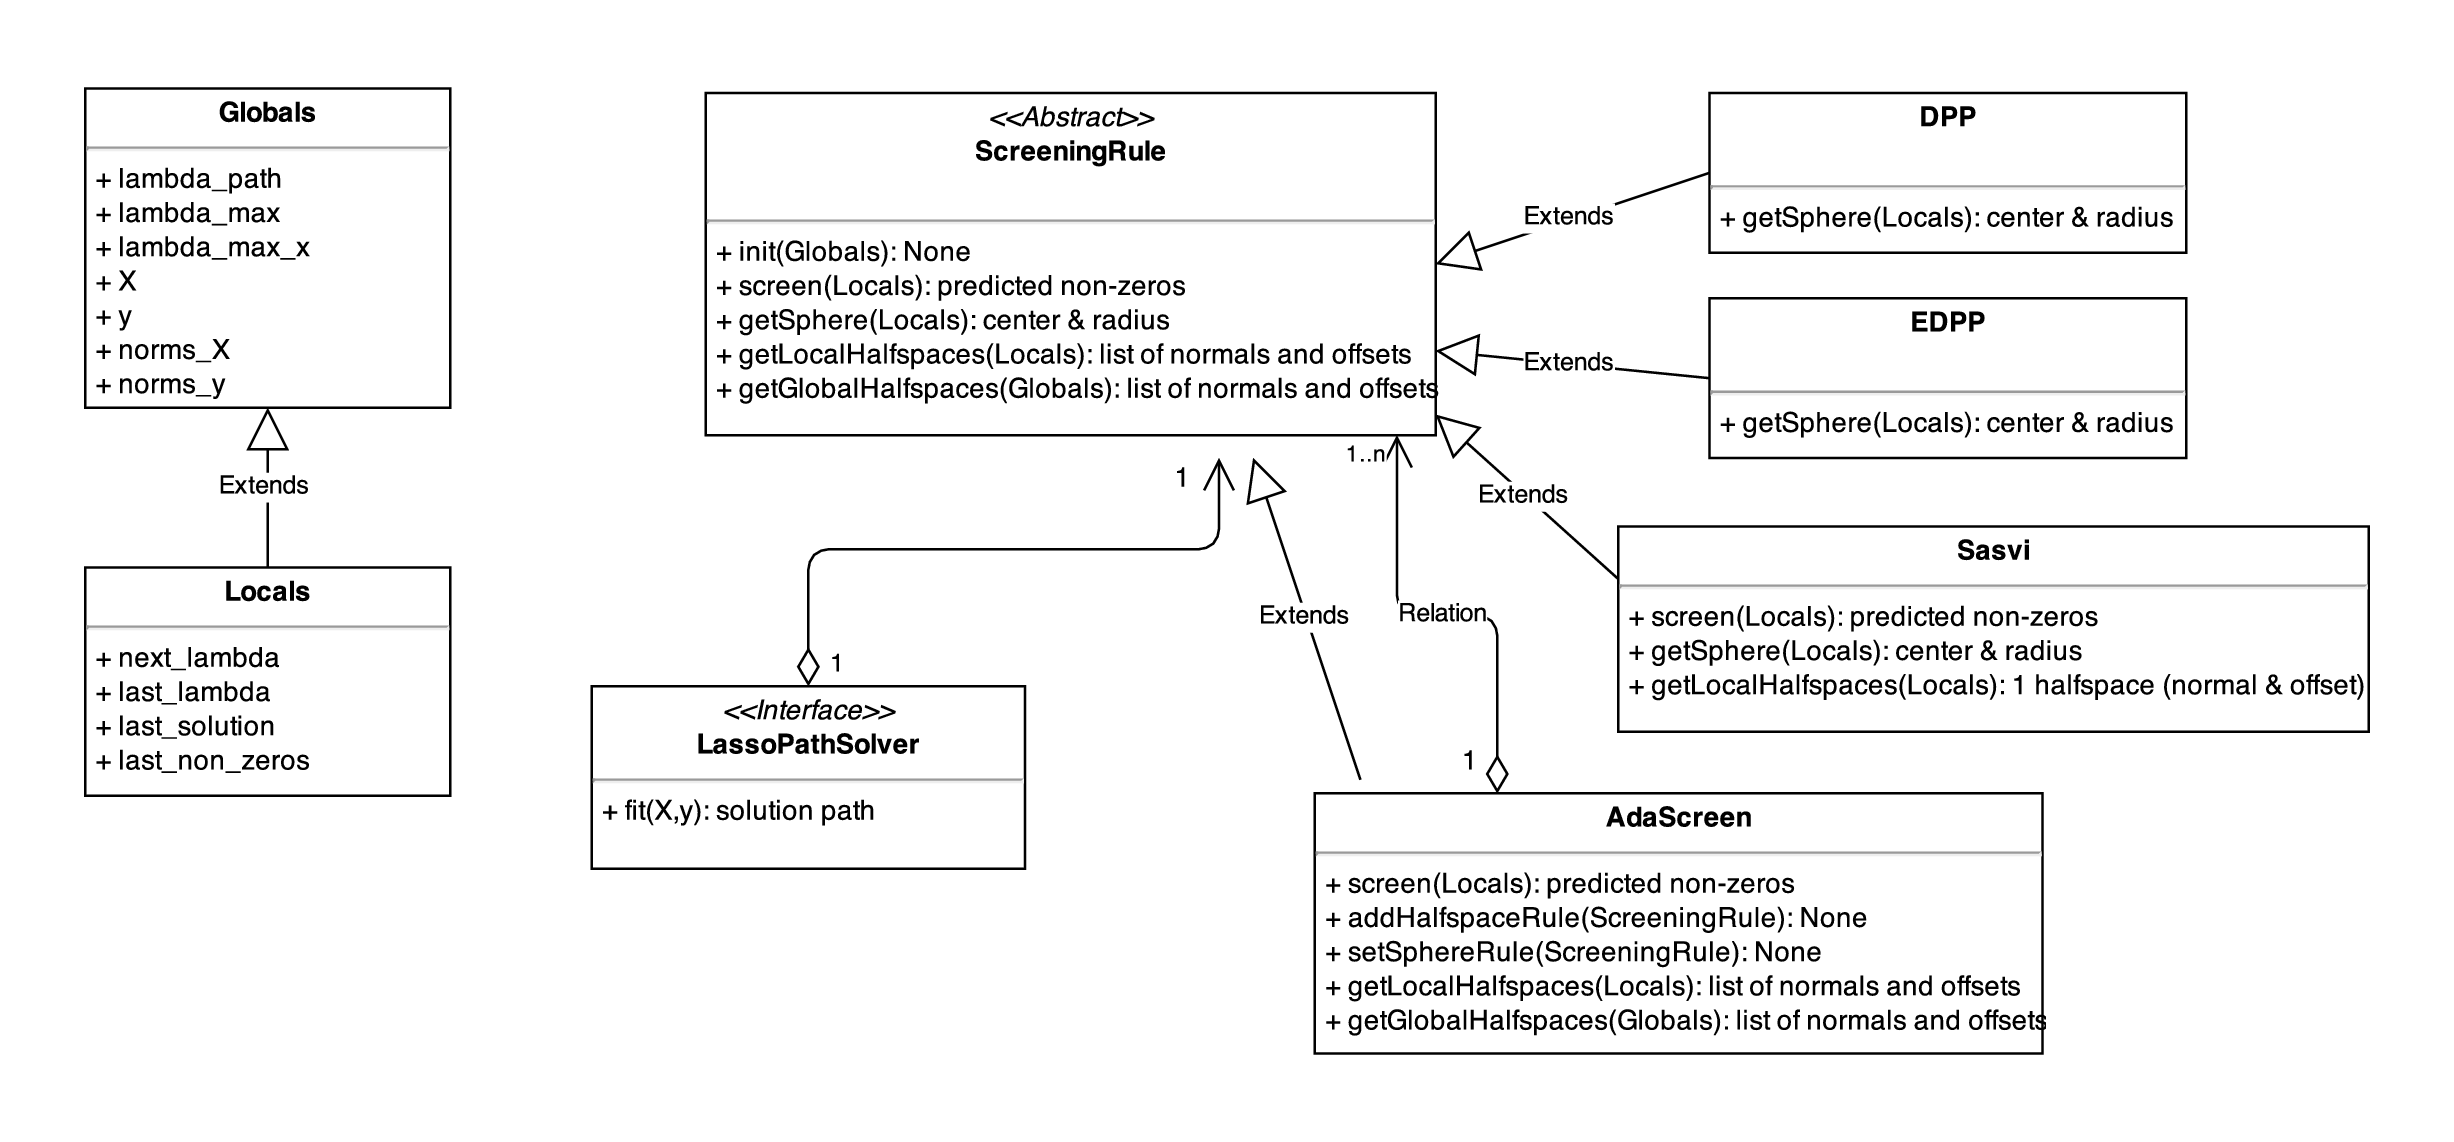 Globals
+ lambda_path
+ lambda_max
+ lambda_max_x
+ X
+ y
+ norms_X
+ norms_y
Extends
Locals
+ next_lambda
+ last_lambda
+ last_solution
+ last_non_zeros
<<Abstract>>
ScreeningRule
+ init(Globals): None
+ screen(Locals): predicted non-zeros
+ getSphere(Locals): center & radius
+ getLocalHalfspaces(Locals): list of normals and offsets
+ getGlobalHalfspaces(Globals): list of normals and offsets
DPP
+ getSphere(Locals): center & radius
Extends
EDPP
+ getSphere(Locals): center & radius
Extends
Extends
Sasvi
+ screen(Locals): predicted non-zeros
+ getSphere(Locals): center & radius
+ getLocalHalfspaces(Locals): 1 halfspace (normal & offset)
1
1..n
Extends
Relation
1
<<Interface>>
LassoPathSolver
+ fit(X,y): solution path
1
AdaScreen
+ screen(Locals): predicted non-zeros
+ addHalfspaceRule(ScreeningRule): None
+ setSphereRule(ScreeningRule): None
+ getLocalHalfspaces(Locals): list of normals and offsets
+ getGlobalHalfspaces(Globals): list of normals and offsets